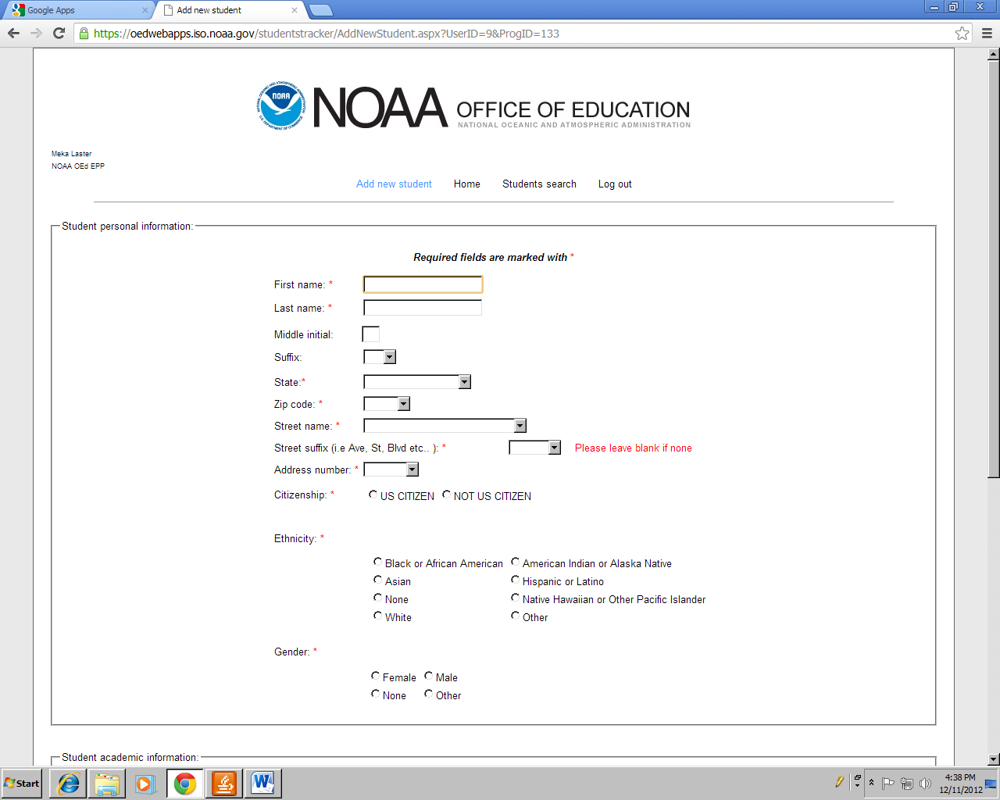 Google Apps
Add new student
https://oedwebapps.iso.noaa.gov/studentstracker/AddNewStudent.aspx?UserID=9&ProgID=133
NOAA
NOAA OFFICE OF EDUCATION
NATIONAL OCEANIC AND ATMOSPHERIC ADMINISTRATION
Meka Laster
NOAA OEd EPP
Add new student Home Students search Log out
Student personal information:
Required fields are marked with *
First name: *
Last name: *
Middle initial:
Suffix:
State:*
Zip code: *
Street name: *
Street suffix (i.e Ave, St, Blvd etc.. ): * Please leave blank if none
Address number: *
Citizenship: * US CITIZEN NOT US CITIZEN
Ethnicity: *
Black or African American American Indian or Alaska Native
Asian Hispanic or Latino
None Native Hawaiian or Other Pacific Islander
White Other
Gender: *
Female Male
None Other
Student academic information:
Start
4:38 PM
12/11/2012